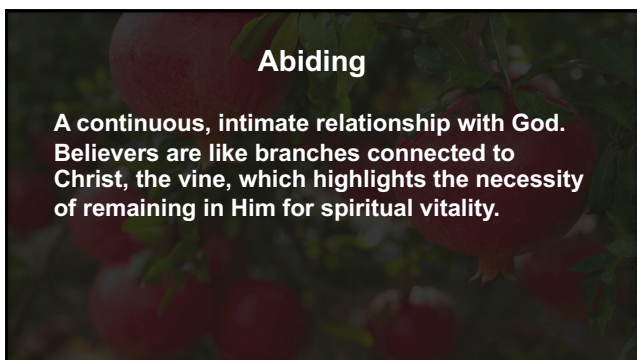 Abiding
A continuous, intimate relationship with God.
Believers are like branches connected to
Christ, the vine, which highlights the necessity
of remaining in Him for spiritual vitality.